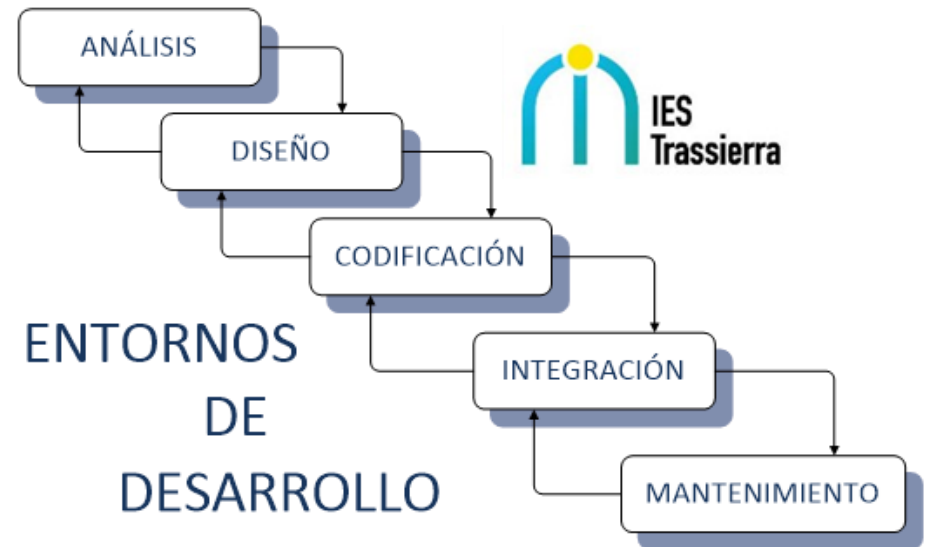 ANÁLISIS
DISEÑO
IES
Trassierra
CODIFICACIÓN
ENTORNOS
DE
DESARROLLO
INTEGRACIÓN
MANTENIMIENTO